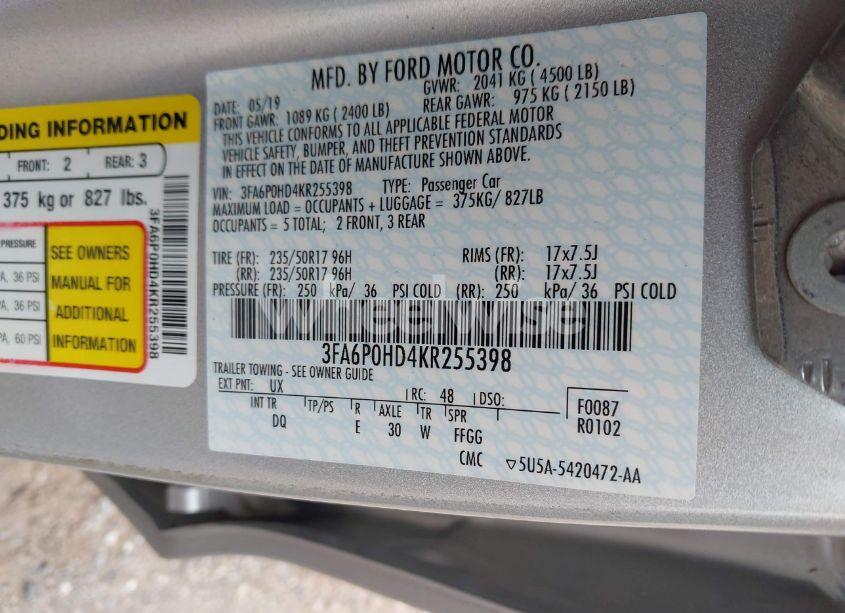 DING INFORMATION
FRONT: 2 REAR: 3
375 kg or 827 lbs.
PRESSURE
A, 36 PSI
A, 36 PSI
PA, 60 PSI
SEE OWNERS
MANUAL FOR
ADDITIONAL
INFORMATION
3FA6P0HD4KR255398
MFD. BY FORD MOTOR CO.
DATE: 05/19 GVWR: 2041 KG ( 4500 LB)
FRONT GAWR: 1089 KG ( 2400 LB) REAR GAWR: 975 KG ( 2150 LB)
THIS VEHICLE CONFORMS TO ALL APPLICABLE FEDERAL MOTOR
VEHICLE SAFETY, BUMPER, AND THEFT PREVENTION STANDARDS
IN EFFECT ON THE DATE OF MANUFACTURE SHOWN ABOVE.
VIN: 3FA6P0HD4KR255398 TYPE: Passenger Car
MAXIMUM LOAD = OCCUPANTS + LUGGAGE = 375KG/ 827LB
OCCUPANTS = 5 TOTAL; 2 FRONT, 3 REAR
TIRE (FR): 235/50R17 96H RIMS (FR): 17x7.5J
(RR): 235/50R17 96H (RR): 17x7.5J
PRESSURE (FR): 250 kPa/ 36 PSI COLD (RR): 250 kPa/ 36 PSI COLD
WheelWise
3FA6P0HD4KR255398
TRAILER TOWING - SEE OWNER GUIDE
EXT PNT: UX RC: 48 DSO:
INT TR TP/PS R AXLE TR SPR
DQ E 30 W FFGG
F0087
R0102
CMC ▽5U5A-5420472-AA